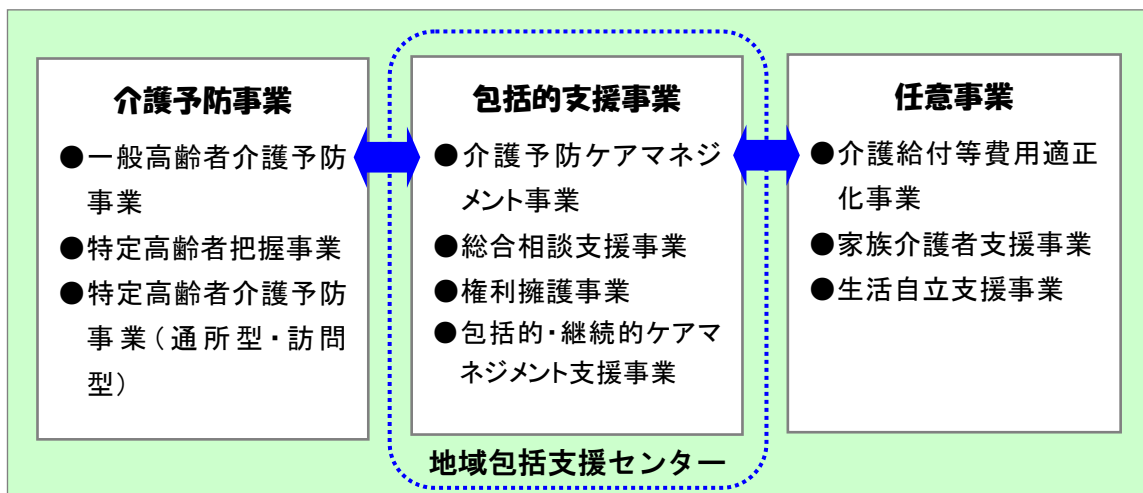 介護予防事業
●一般高齢者介護予防
事業
●特定高齢者把握事業
●特定高齢者介護予防
事業(通所型・訪問
型)
包括的支援事業
●介護予防ケアマネジ
メント事業
●総合相談支援事業
●権利擁護事業
●包括的・継続的ケアマ
ネジメント支援事業
任意事業
●介護給付等費用適正
化事業
●家族介護者支援事業
●生活自立支援事業
地域包括支援センター